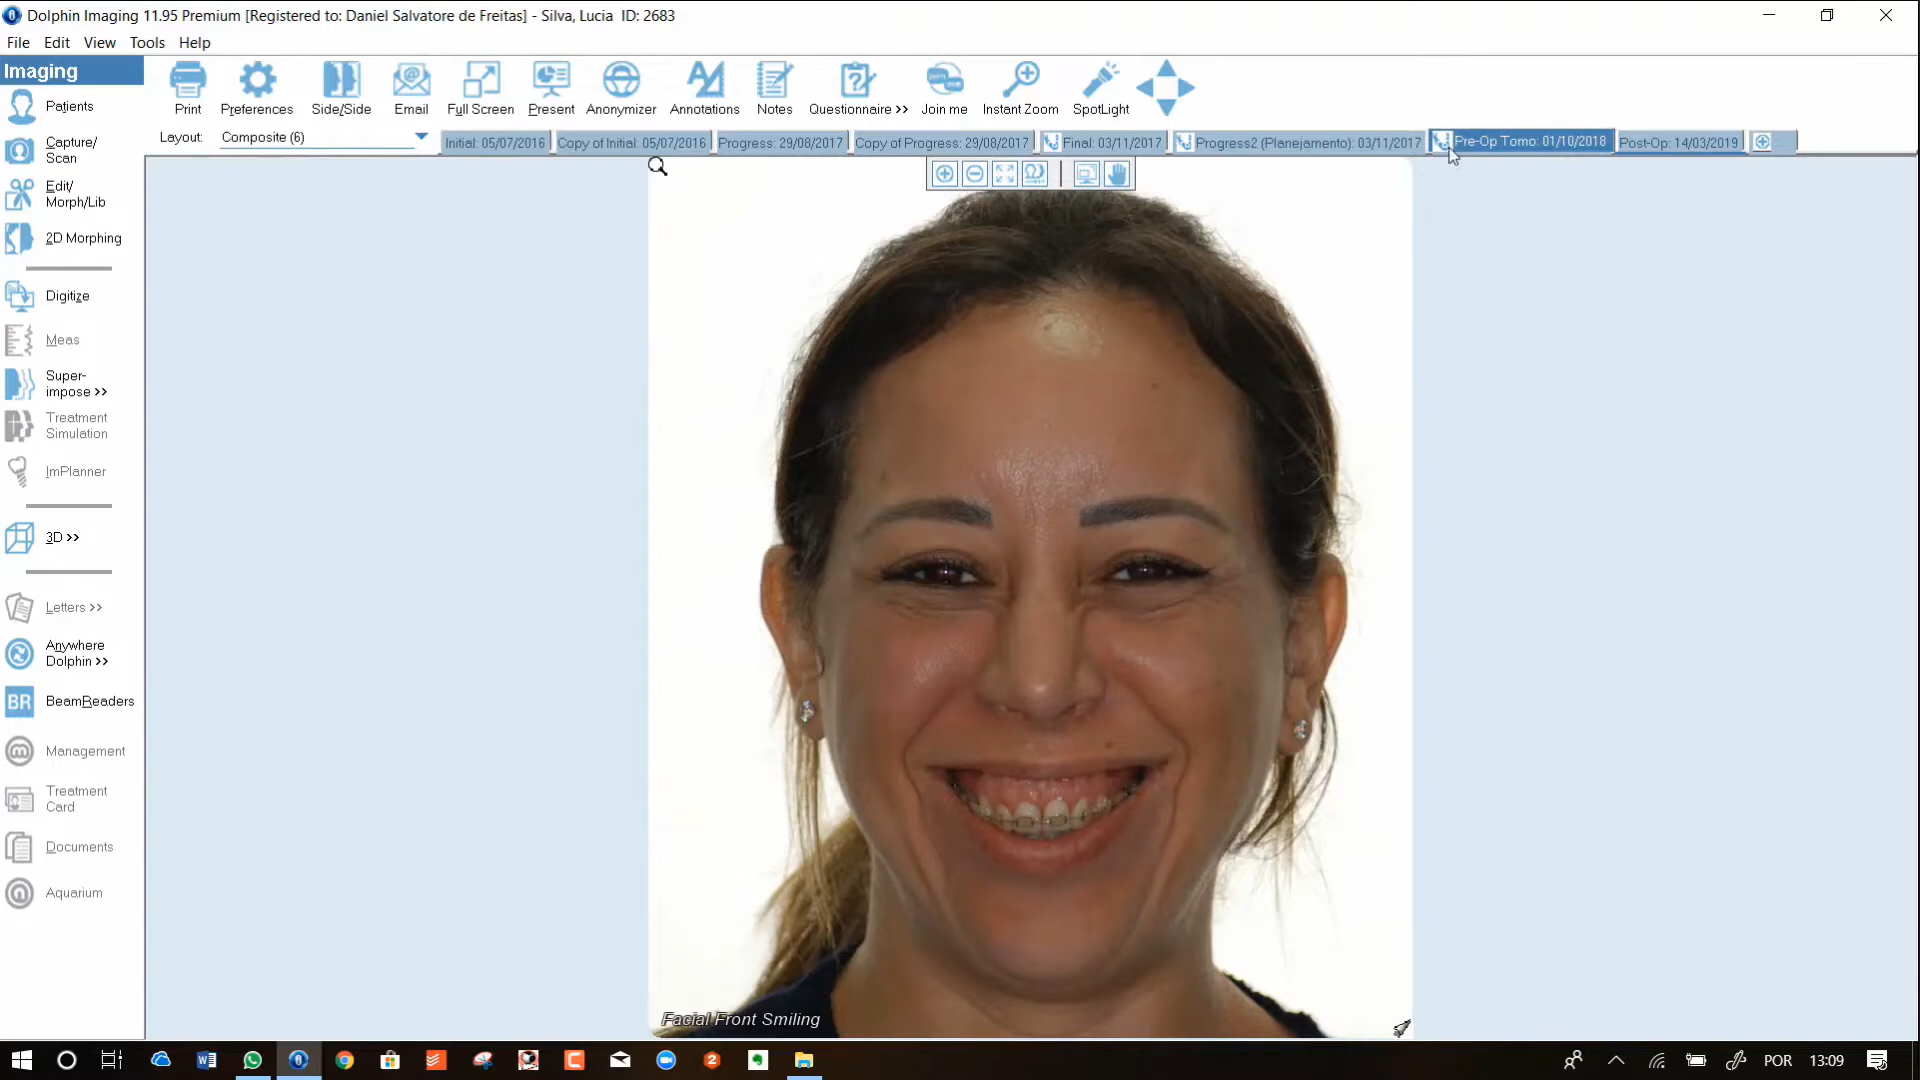 Dolphin Imaging 11.95 Premium [Registered to: Daniel Salvatore de Freitas] - Silva, Lucia  ID: 2683
File Edit View Tools Help
Imaging
Print Preferences Side/Side Email Full Screen Present Anonymizer Annotations Notes Questionnaire >> Join me Instant Zoom SpotLight
Layout: Composite (6) Initial: 05/07/2016 Copy of Initial: 05/07/2016 Progress: 29/08/2017 Copy of Progress: 29/08/2017 Final: 03/11/2017 Progress2 (Planejamento): 03/11/2017 Pre-Op Tomo: 01/10/2018 Post-Op: 14/03/2019
Patients
Capture/
Scan
Edit/
Morph/Lib
2D Morphing
Digitize
Meas
Super-
impose >>
Treatment
Simulation
ImPlanner
3D >>
Letters >>
Anywhere
Dolphin >>
BR BeamReaders
Management
Treatment
Card
Documents
Aquarium
Facial Front Smiling
POR 13:09